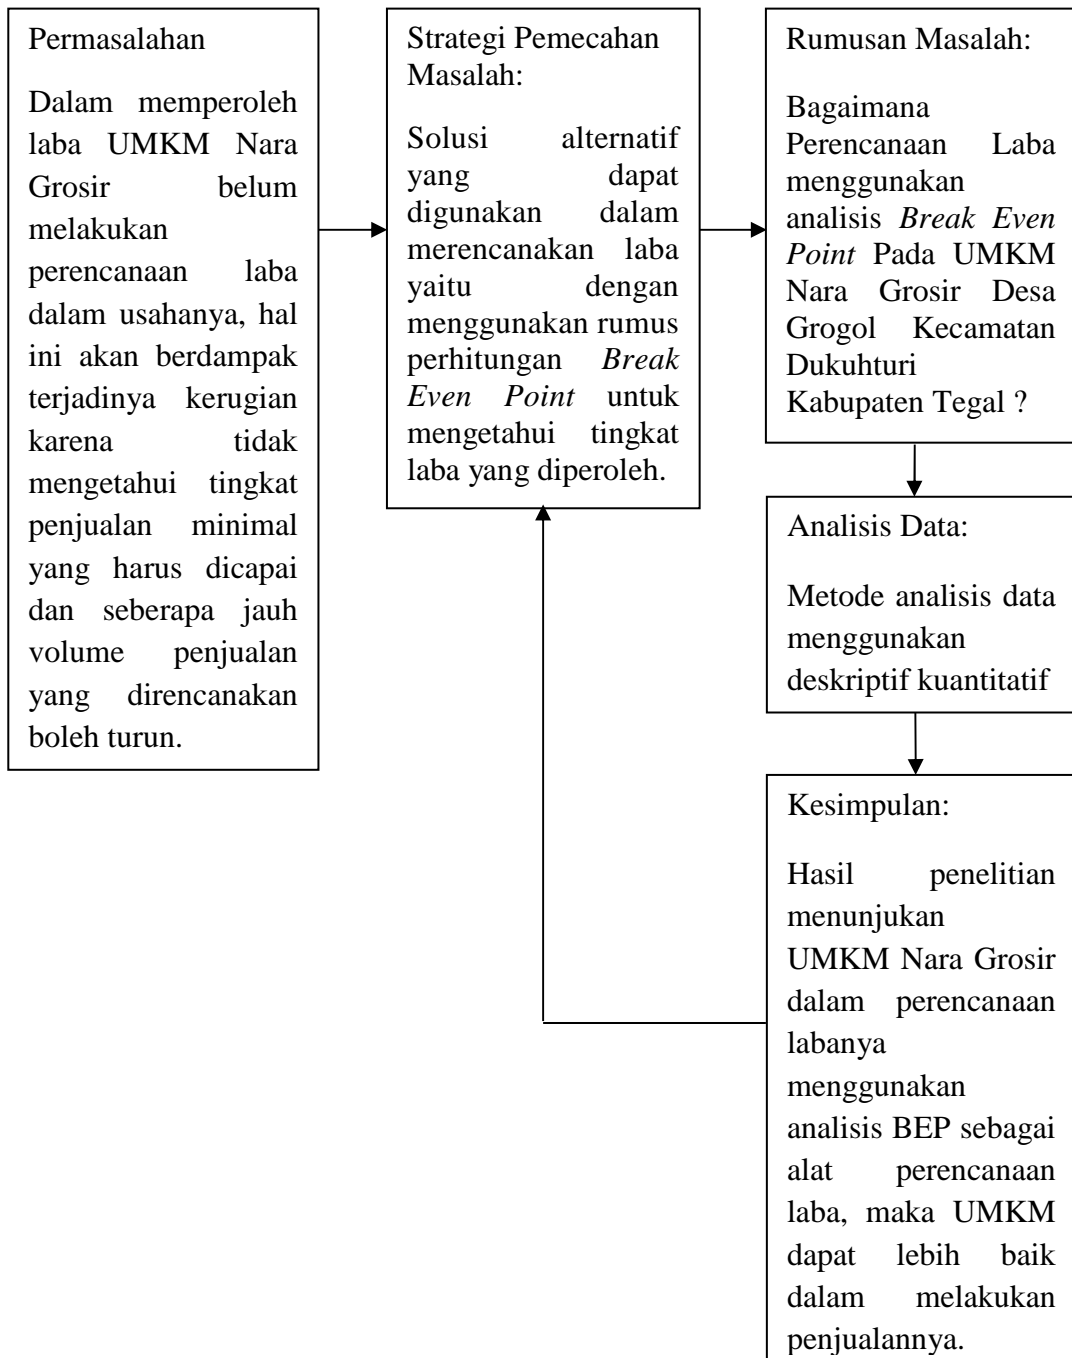 Permasalahan
Dalam memperoleh
laba UMKM Nara
Grosir belum
melakukan
perencanaan laba
dalam usahanya, hal
ini akan berdampak
terjadinya kerugian
karena tidak
mengetahui tingkat
penjualan minimal
yang harus dicapai
dan seberapa jauh
volume penjualan
yang direncanakan
boleh turun.
Strategi Pemecahan
Masalah:
Solusi alternatif
yang dapat
digunakan dalam
merencanakan laba
yaitu dengan
menggunakan rumus
perhitungan Break
Even Point untuk
mengetahui tingkat
laba yang diperoleh.
Rumusan Masalah:
Bagaimana
Perencanaan Laba
menggunakan
analisis Break Even
Point Pada UMKM
Nara Grosir Desa
Grogol Kecamatan
Dukuhturi
Kabupaten Tegal ?
Analisis Data:
Metode analisis data
menggunakan
deskriptif kuantitatif
Kesimpulan:
Hasil penelitian
menunjukan
UMKM Nara Grosir
dalam perencanaan
labanya
menggunakan
analisis BEP sebagai
alat perencanaan
laba, maka UMKM
dapat lebih baik
dalam melakukan
penjualannya.